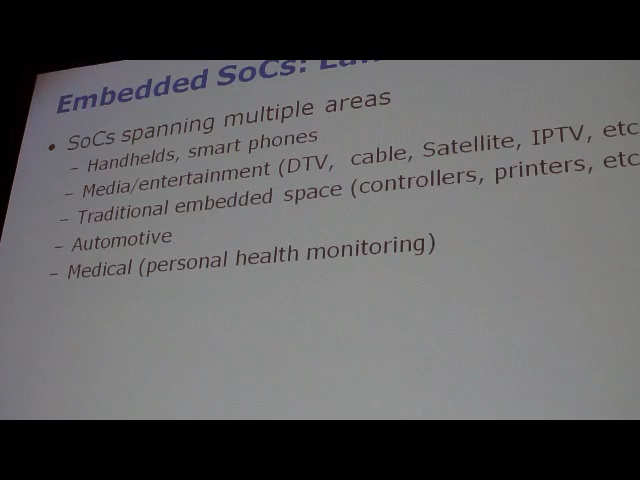 Embedded SoCs:
• SoCs spanning multiple areas
– Handhelds, smart phones
– Media/entertainment (DTV, cable, Satellite, IPTV, etc
– Traditional embedded space (controllers, printers, etc
– Automotive
– Medical (personal health monitoring)